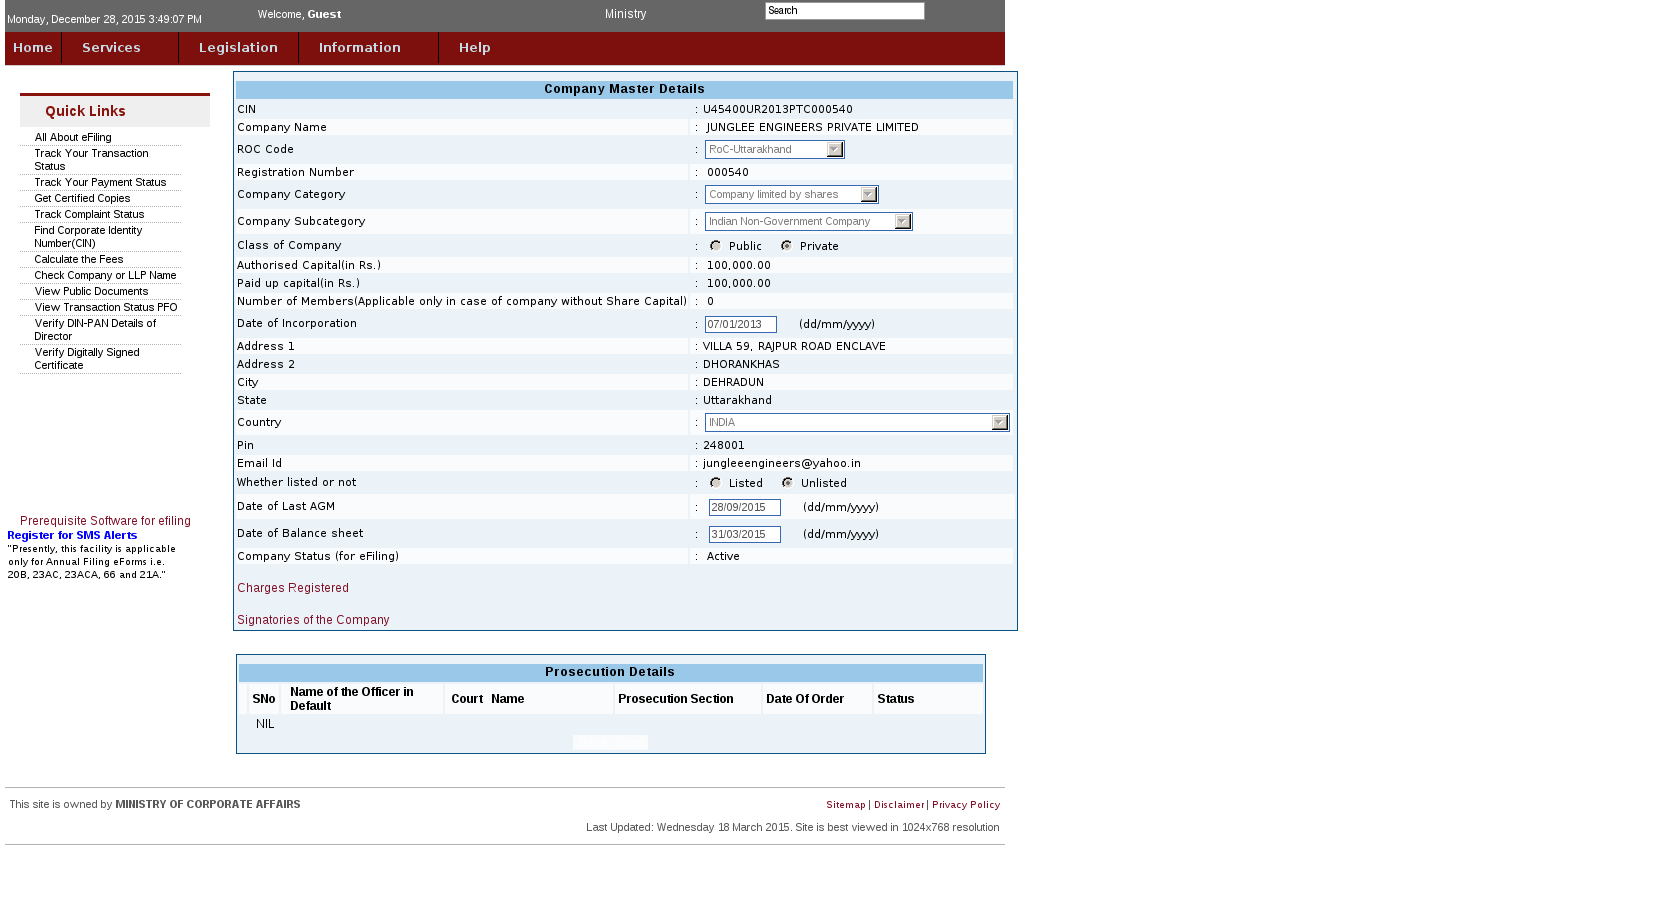 Monday, December 28, 2015 3:49:07 PM
Welcome, Guest
Ministry
Search
Home Services Legislation Information Help
Quick Links
All About eFiling
Track Your Transaction
Status
Track Your Payment Status
Get Certified Copies
Track Complaint Status
Find Corporate Identity
Number(CIN)
Calculate the Fees
Check Company or LLP Name
View Public Documents
View Transaction Status PFO
Verify DIN-PAN Details of
Director
Verify Digitally Signed
Certificate
Prerequisite Software for efiling
Register for SMS Alerts
"Presently, this facility is applicable
only for Annual Filing eForms i.e.
20B, 23AC, 23ACA, 66 and 21A."
Company Master Details
CIN : U45400UR2013PTC000540
Company Name : JUNGLEE ENGINEERS PRIVATE LIMITED
ROC Code : RoC-Uttarakhand
Registration Number : 000540
Company Category : Company limited by shares
Company Subcategory : Indian Non-Government Company
Class of Company : Public Private
Authorised Capital(in Rs.) : 100,000.00
Paid up capital(in Rs.) : 100,000.00
Number of Members(Applicable only in case of company without Share Capital) : 0
Date of Incorporation : 07/01/2013 (dd/mm/yyyy)
Address 1 : VILLA 59, RAJPUR ROAD ENCLAVE
Address 2 : DHORANKHAS
City : DEHRADUN
State : Uttarakhand
Country : INDIA
Pin : 248001
Email Id : jungleeengineers@yahoo.in
Whether listed or not : Listed Unlisted
Date of Last AGM : 28/09/2015 (dd/mm/yyyy)
Date of Balance sheet : 31/03/2015 (dd/mm/yyyy)
Company Status (for eFiling) : Active
Charges Registered
Signatories of the Company
Prosecution Details
SNo Name of the Officer in Default Court Name Prosecution Section Date Of Order Status
NIL
This site is owned by MINISTRY OF CORPORATE AFFAIRS
Sitemap | Disclaimer | Privacy Policy
Last Updated: Wednesday 18 March 2015. Site is best viewed in 1024x768 resolution